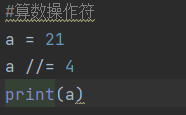 #算数操作符
a = 21
a //= 4
print(a)